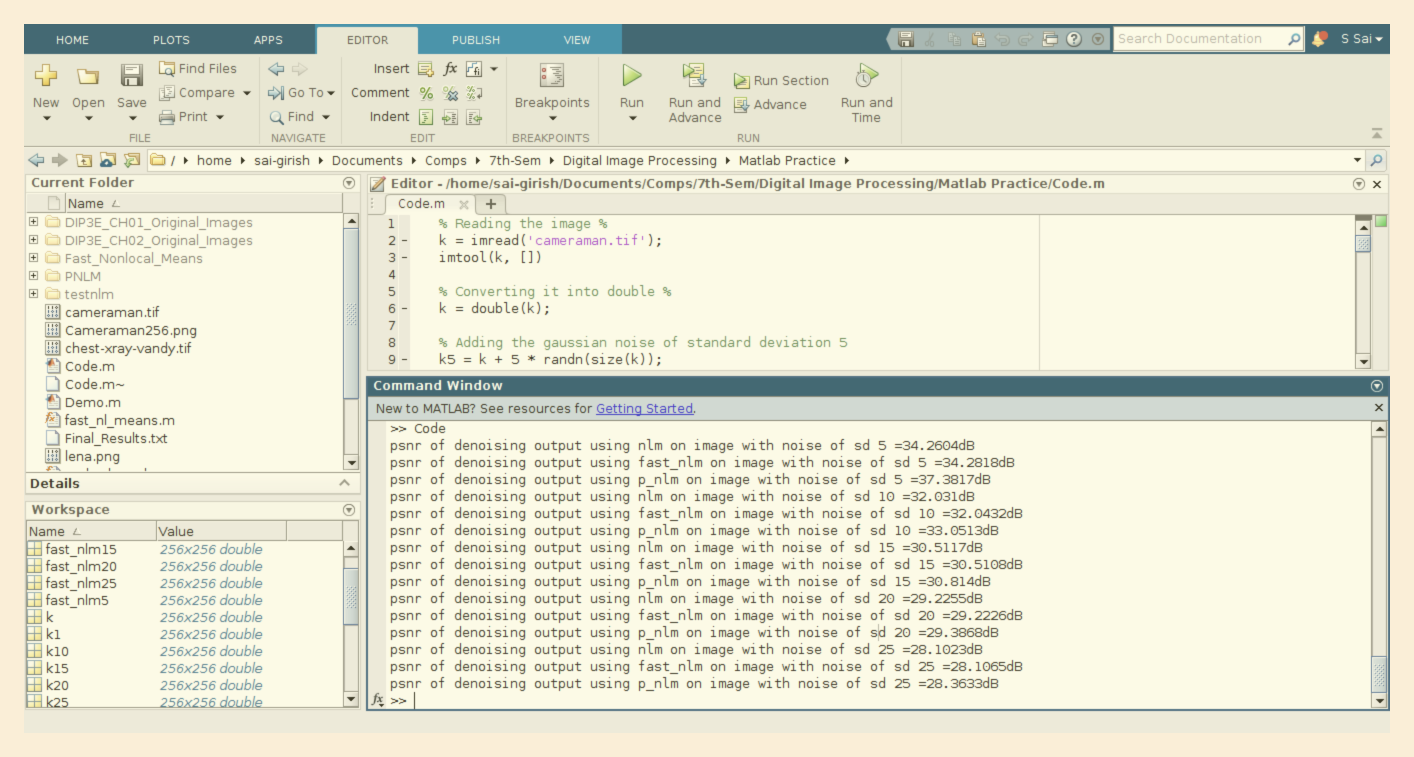 HOME PLOTS APPS EDITOR PUBLISH VIEW Search Documentation S Sai
New Open Save Find Files Compare Print Go To Find Insert fx Comment Indent Breakpoints Run Run and Advance Run Section Advance Run and Time
FILE NAVIGATE EDIT BREAKPOINTS RUN
/ home sai-girish Documents Comps 7th-Sem Digital Image Processing Matlab Practice
Current Folder
Name
DIP3E_CH01_Original_Images
DIP3E_CH02_Original_Images
Fast_Nonlocal_Means
PNLM
testnlm
cameraman.tif
Cameraman256.png
chest-xray-vandy.tif
Code.m
Code.m~
Demo.m
fast_nl_means.m
Final_Results.txt
lena.png
Details
Workspace
Name Value
fast_nlm15 256x256 double
fast_nlm20 256x256 double
fast_nlm25 256x256 double
fast_nlm5 256x256 double
k 256x256 double
k1 256x256 double
k10 256x256 double
k15 256x256 double
k20 256x256 double
k25 256x256 double
Editor - /home/sai-girish/Documents/Comps/7th-Sem/Digital Image Processing/Matlab Practice/Code.m
Code.m
1 % Reading the image %
2 - k = imread('cameraman.tif');
3 - imtool(k, [])
4
5 % Converting it into double %
6 - k = double(k);
7
8 % Adding the gaussian noise of standard deviation 5
9 - k5 = k + 5 * randn(size(k));
Command Window
New to MATLAB? See resources for Getting Started.
>> Code
psnr of denoising output using nlm on image with noise of sd 5 =34.2604dB
psnr of denoising output using fast_nlm on image with noise of sd 5 =34.2818dB
psnr of denoising output using p_nlm on image with noise of sd 5 =37.3817dB
psnr of denoising output using nlm on image with noise of sd 10 =32.031dB
psnr of denoising output using fast_nlm on image with noise of sd 10 =32.0432dB
psnr of denoising output using p_nlm on image with noise of sd 10 =33.0513dB
psnr of denoising output using nlm on image with noise of sd 15 =30.5117dB
psnr of denoising output using fast_nlm on image with noise of sd 15 =30.5108dB
psnr of denoising output using p_nlm on image with noise of sd 15 =30.814dB
psnr of denoising output using nlm on image with noise of sd 20 =29.2255dB
psnr of denoising output using fast_nlm on image with noise of sd 20 =29.2226dB
psnr of denoising output using p_nlm on image with noise of sd 20 =29.3868dB
psnr of denoising output using nlm on image with noise of sd 25 =28.1023dB
psnr of denoising output using fast_nlm on image with noise of sd 25 =28.1065dB
psnr of denoising output using p_nlm on image with noise of sd 25 =28.3633dB
fx >>